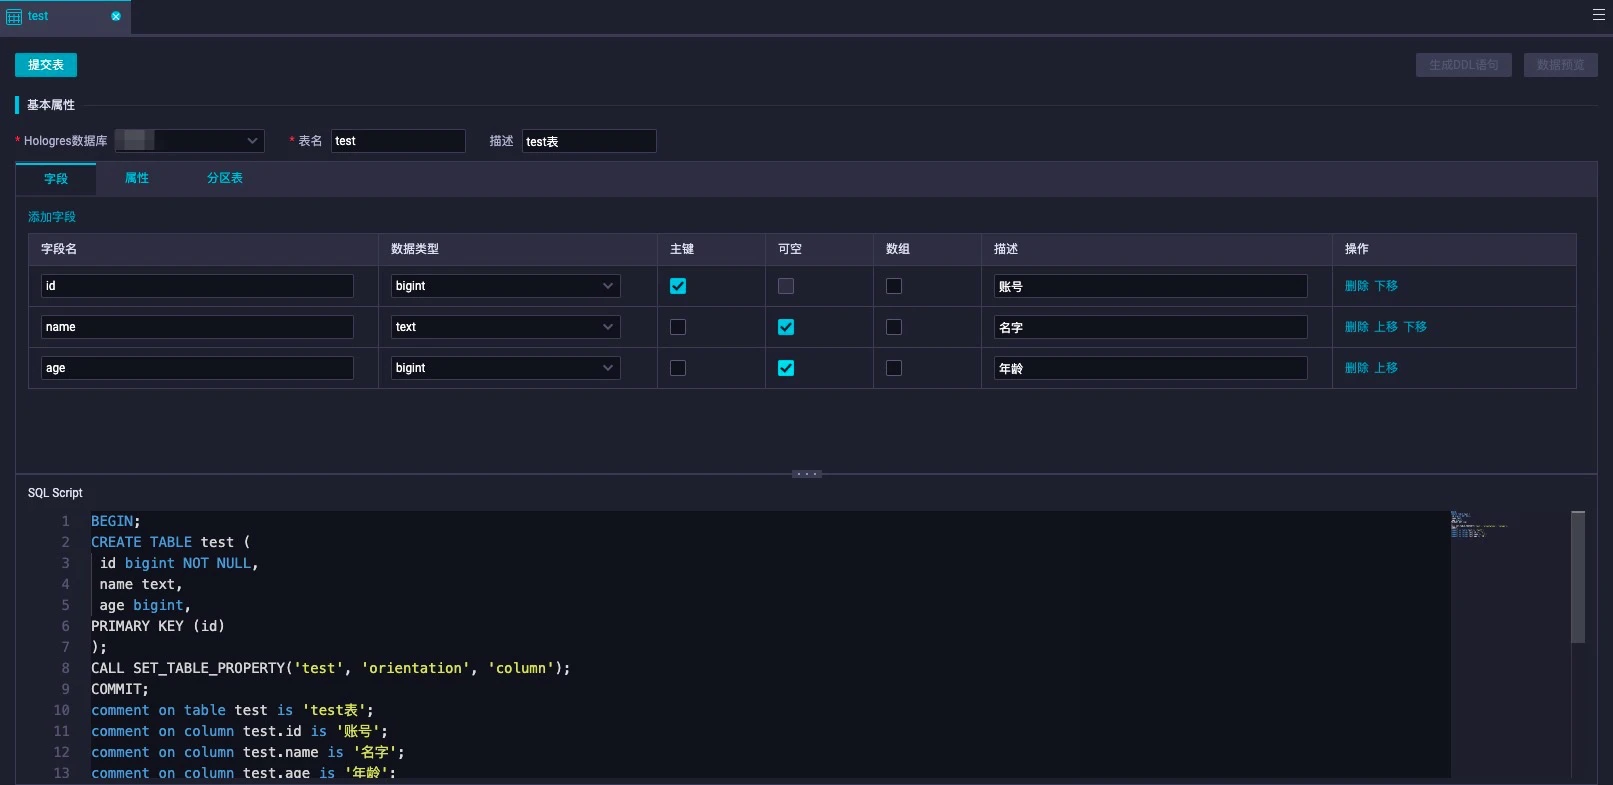 test
提交表
生成DDL语句 数据预览
基本属性
* Hologres数据库 * 表名 test 描述 test表
字段 属性 分区表
添加字段
字段名 数据类型 主键 可空 数组 描述 操作
id bigint 账号 删除 下移
name text 名字 删除 上移 下移
age bigint 年龄 删除 上移
SQL Script
1 BEGIN;
2 CREATE TABLE test (
3 id bigint NOT NULL,
4 name text,
5 age bigint,
6 PRIMARY KEY (id)
7 );
8 CALL SET_TABLE_PROPERTY('test', 'orientation', 'column');
9 COMMIT;
10 comment on table test is 'test表';
11 comment on column test.id is '账号';
12 comment on column test.name is '名字';
13 comment on column test.age is '年龄';